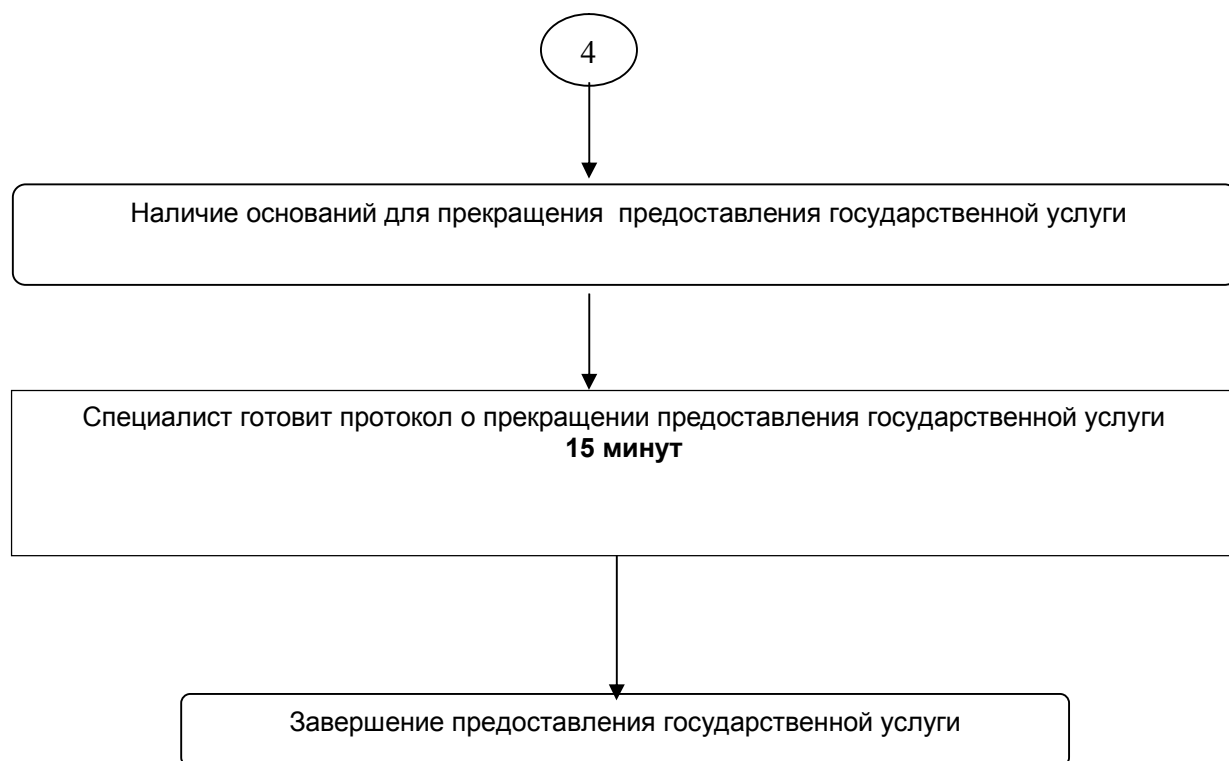 4
Наличие оснований для прекращения предоставления государственной услуги
Специалист готовит протокол о прекращении предоставления государственной услуги
15 минут
Завершение предоставления государственной услуги